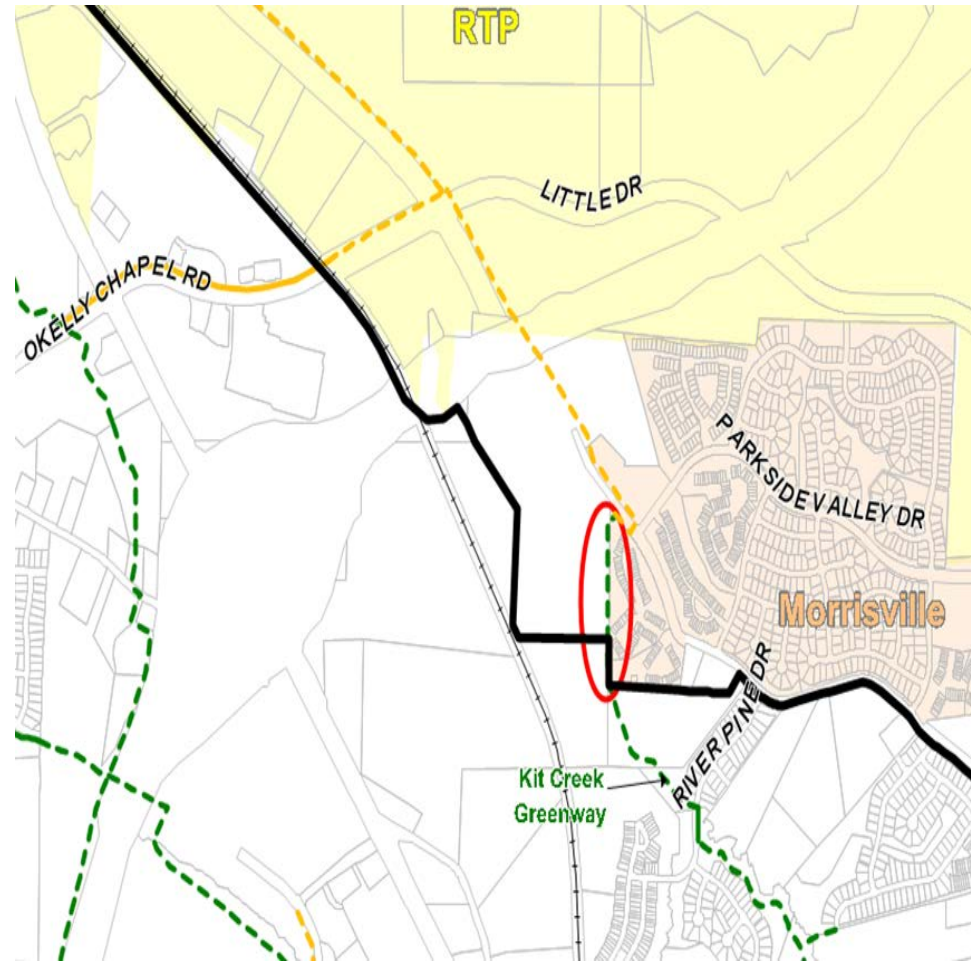 RTP
LITTLE DR
OKELLY CHAPEL RD
PARKSIDE VALLEY DR
Morrisville
RIVER PINE DR
Kit Creek
Greenway